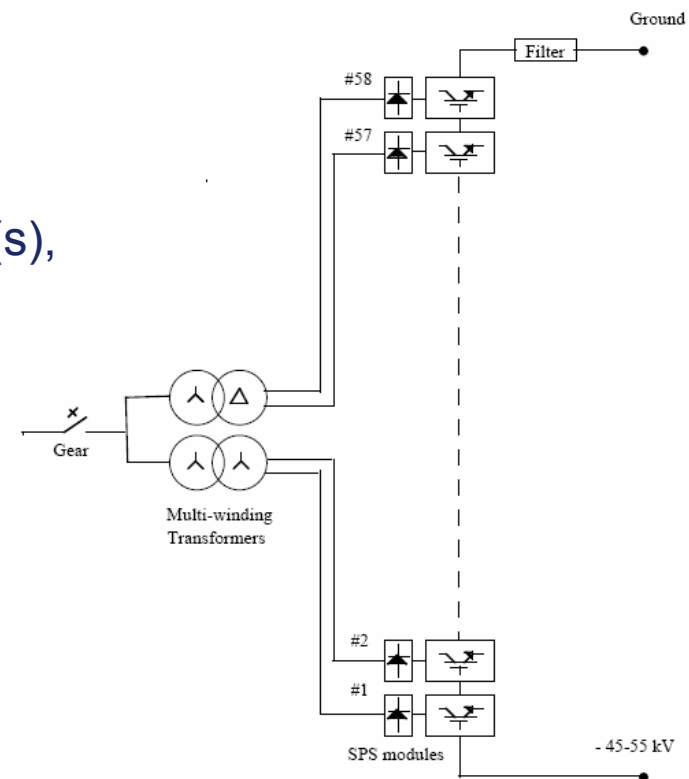 Ground
Filter
#58
#57
(s),
Gear
Multi-winding
Transformers
#2
#1
SPS modules
- 45-55 kV